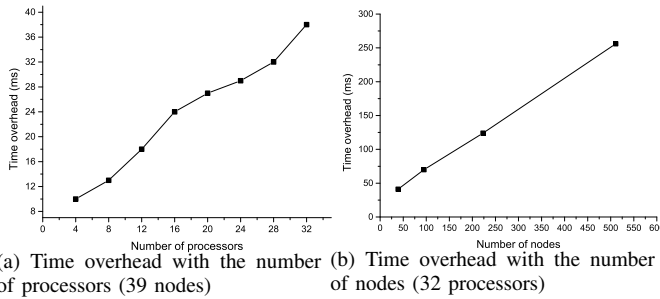 40
36
32
28
24
20
16
12
8
Time overhead (ms)
0 4 8 12 16 20 24 28 32
Number of processors
(a) Time overhead with the number
of processors (39 nodes)
300
250
200
150
100
50
0
Time overhead (ms)
0 50 100 150 200 250 300 350 400 450 500 550 600
Number of nodes
(b) Time overhead with the number
of nodes (32 processors)